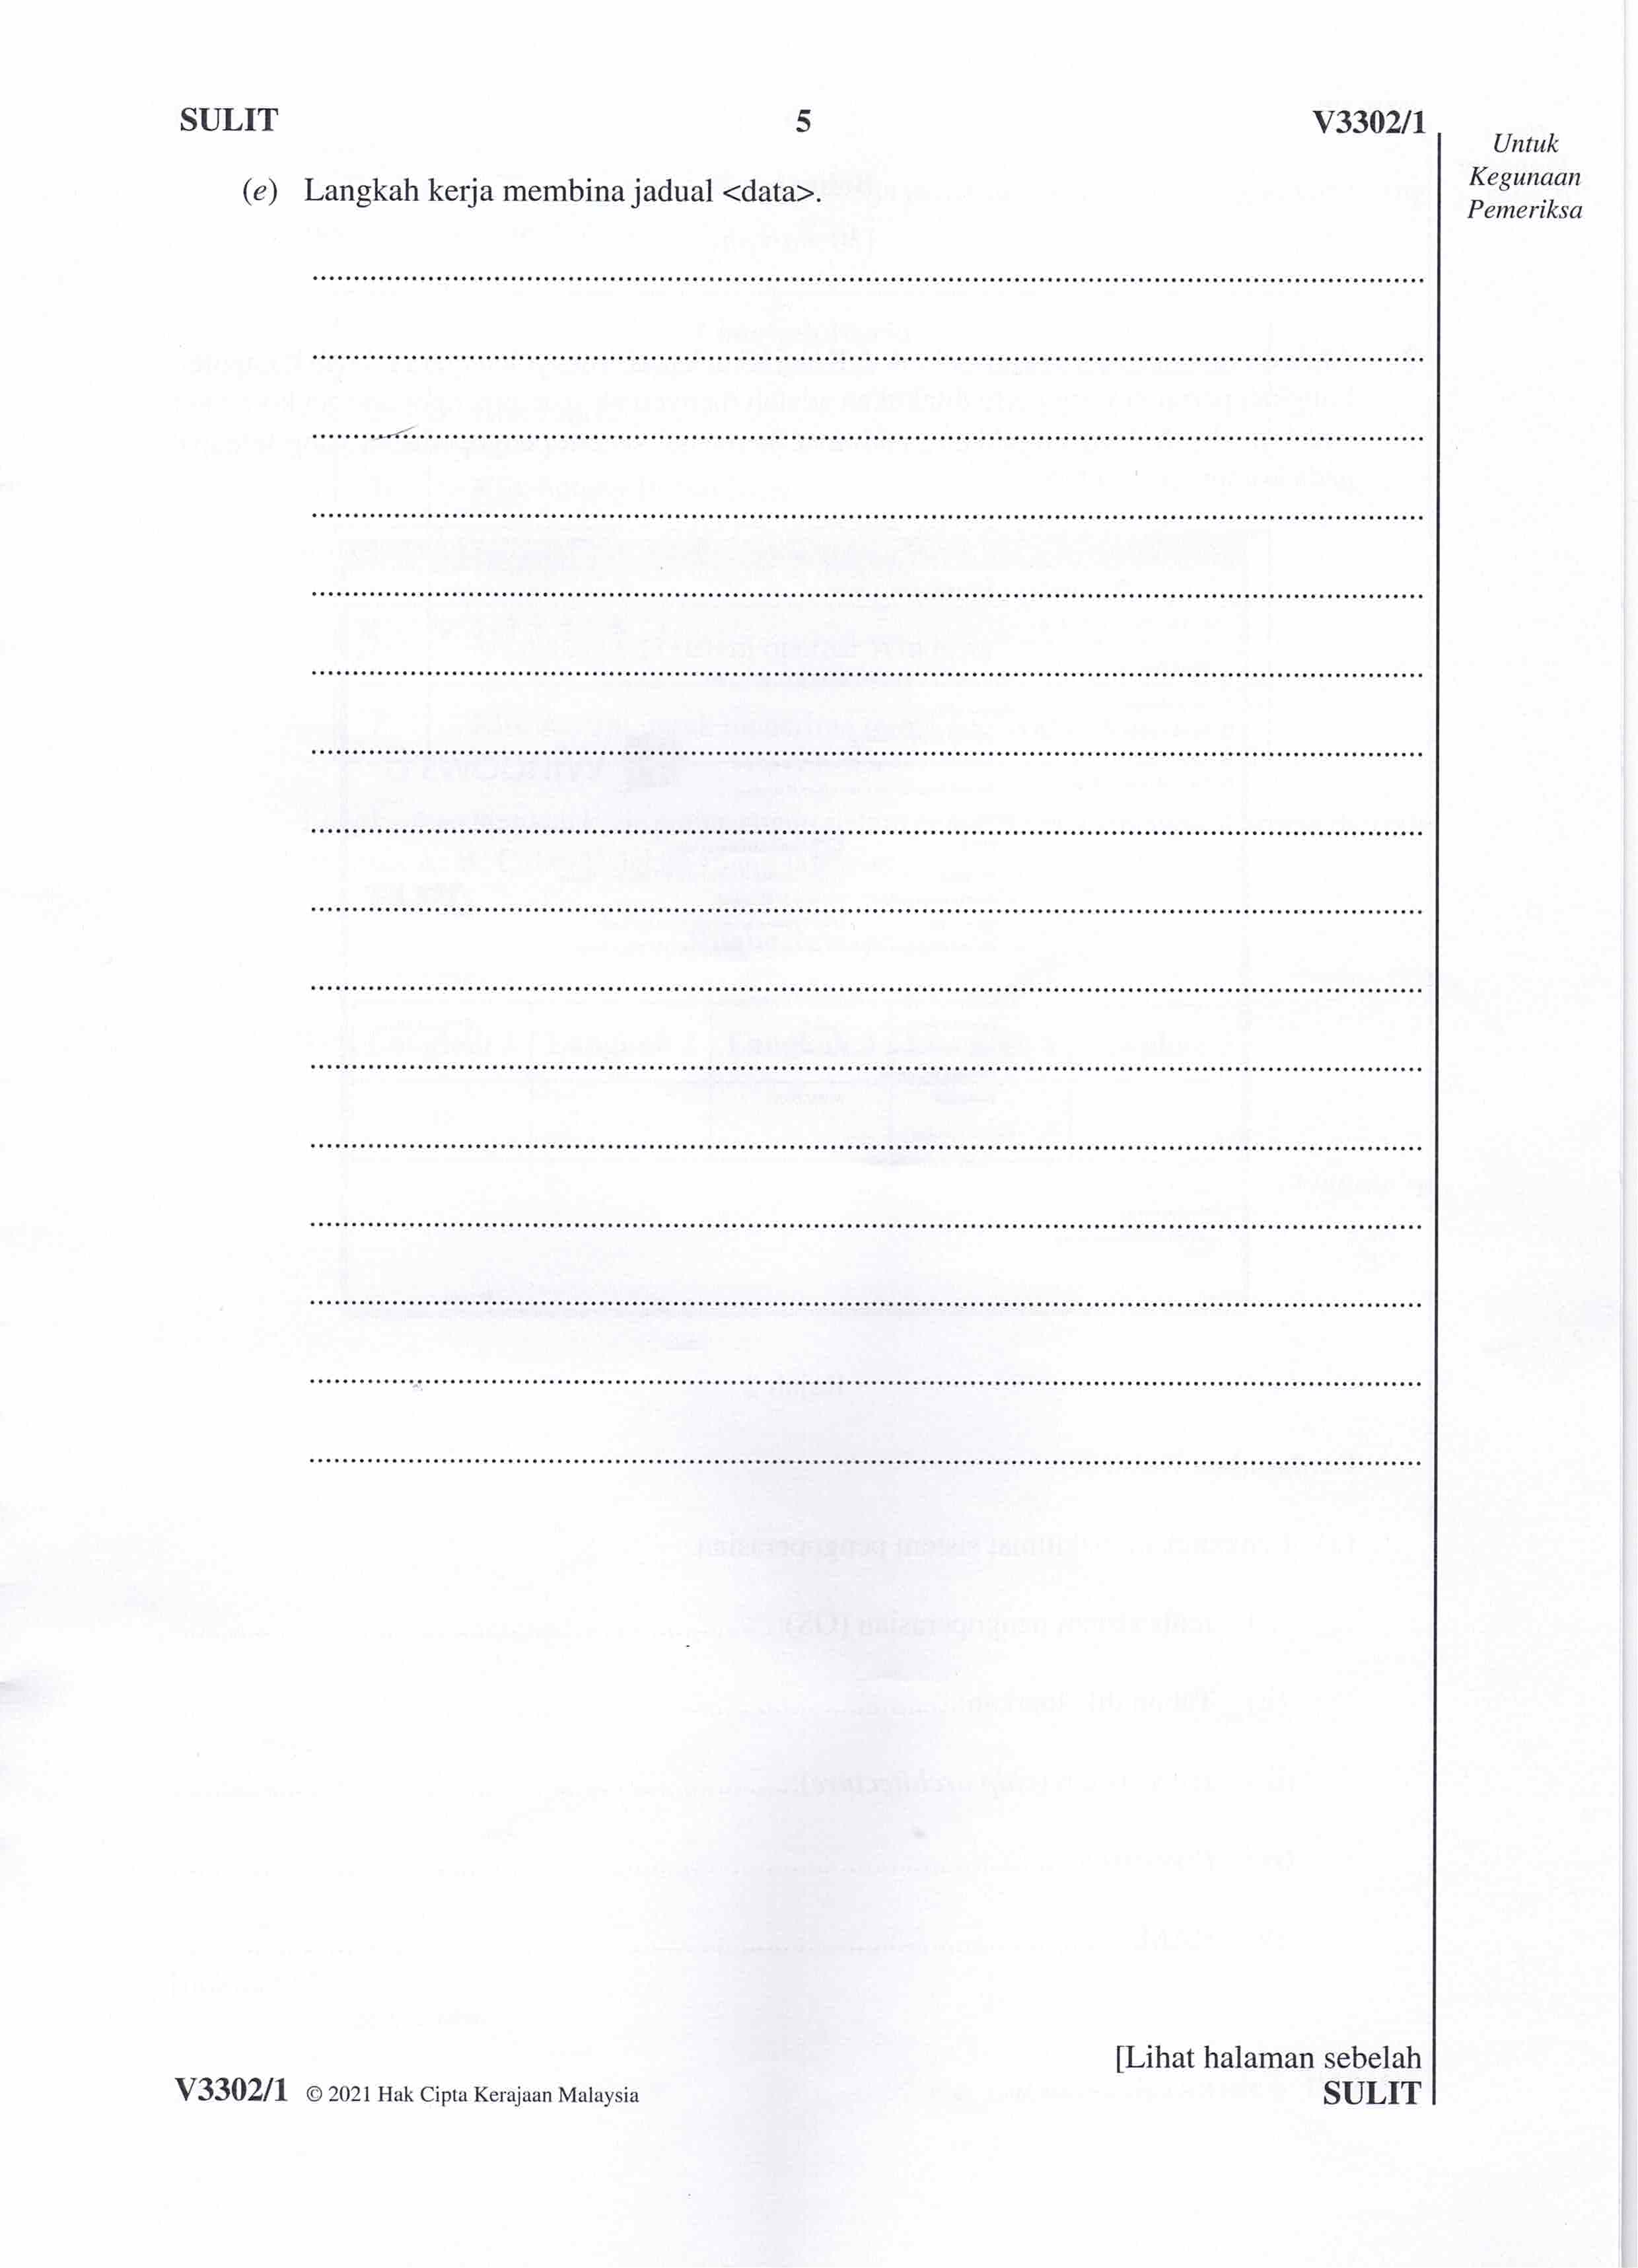 SULIT
5
V3302/1
Untuk
Kegunaan
Pemeriksa
(e) Langkah kerja membina jadual <data>.
[Lihat halaman sebelah
V3302/1 © 2021 Hak Cipta Kerajaan Malaysia
SULIT